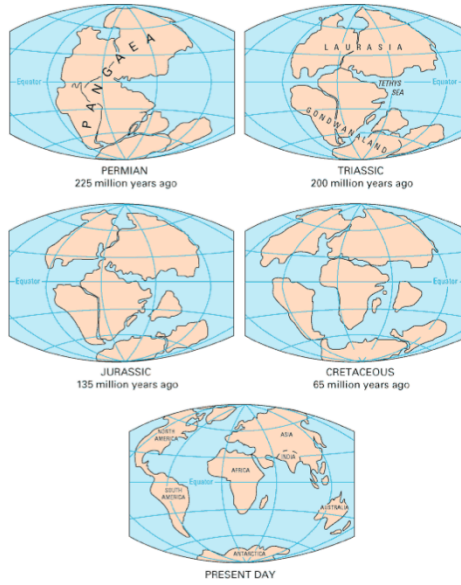 PANGAEA
Equator
PERMIAN
225 million years ago
LAURASIA
Equator
TETHYS
SEA
GONDWANALAND
TRIASSIC
200 million years ago
Equator
JURASSIC
135 million years ago
Equator
CRETACEOUS
65 million years ago
NORTH
AMERICA
ASIA
INDIA
AFRICA
Equator
SOUTH
AMERICA
AUSTRALIA
ANTARCTICA
PRESENT DAY